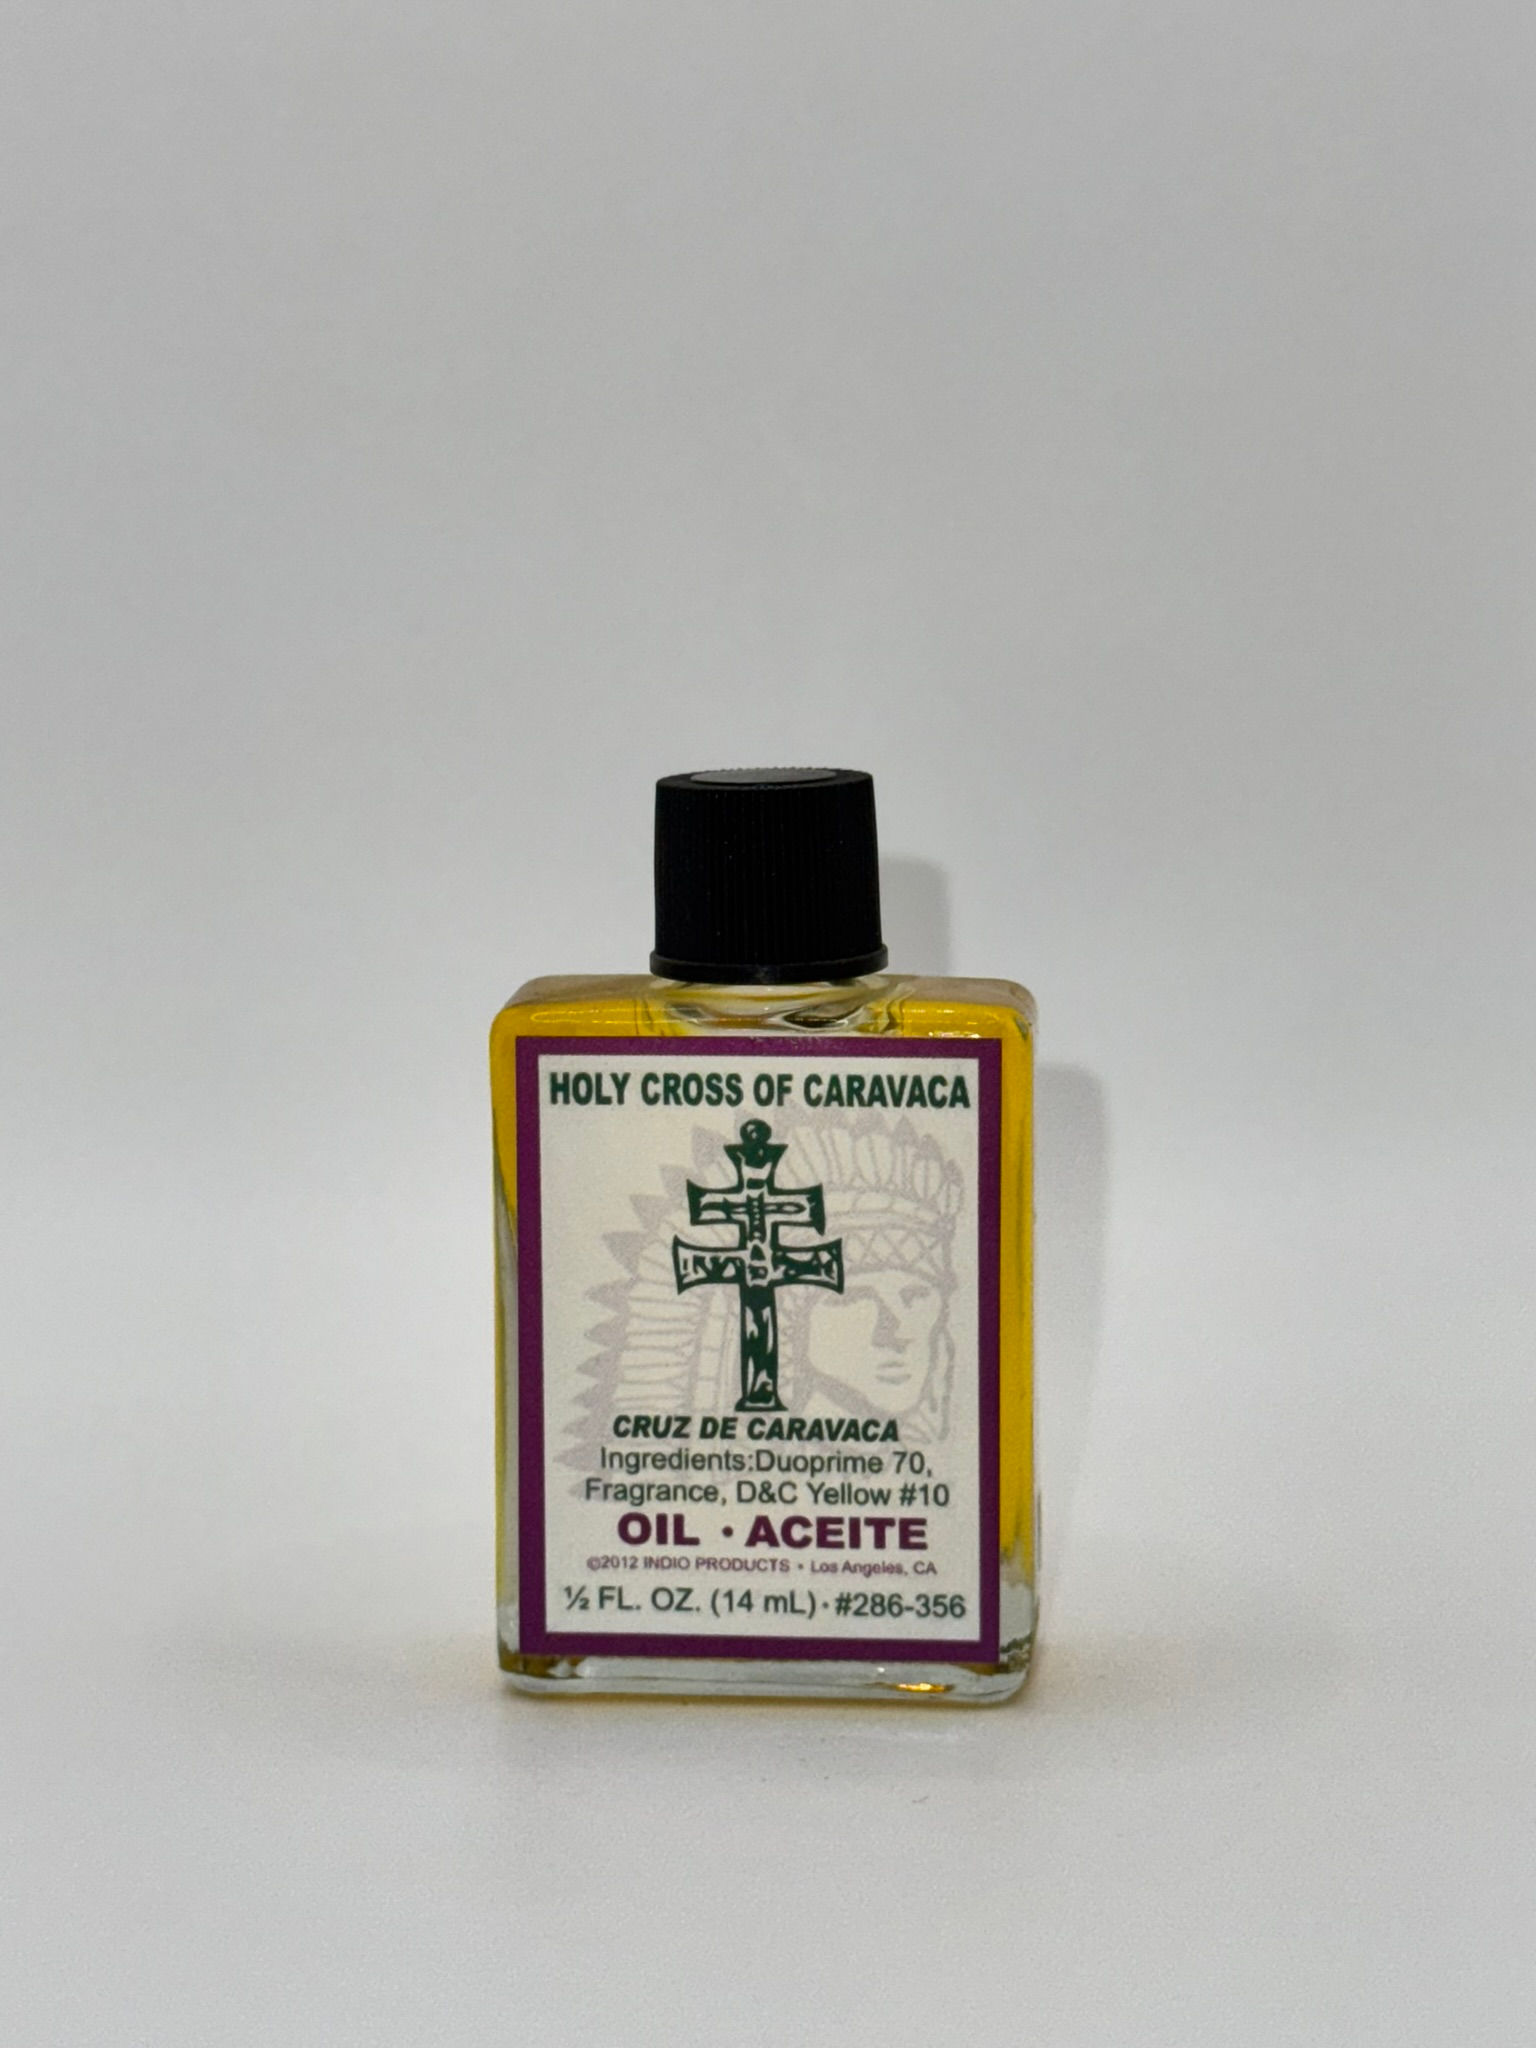 HOLY CROSS OF CARAVACA
CRUZ DE CARAVACA
Ingredients:Duoprime 70,
Fragrance, D&C Yellow #10
OIL • ACEITE
©2012 INDIO PRODUCTS • Los Angeles, CA
½ FL. OZ. (14 mL) • #286-356